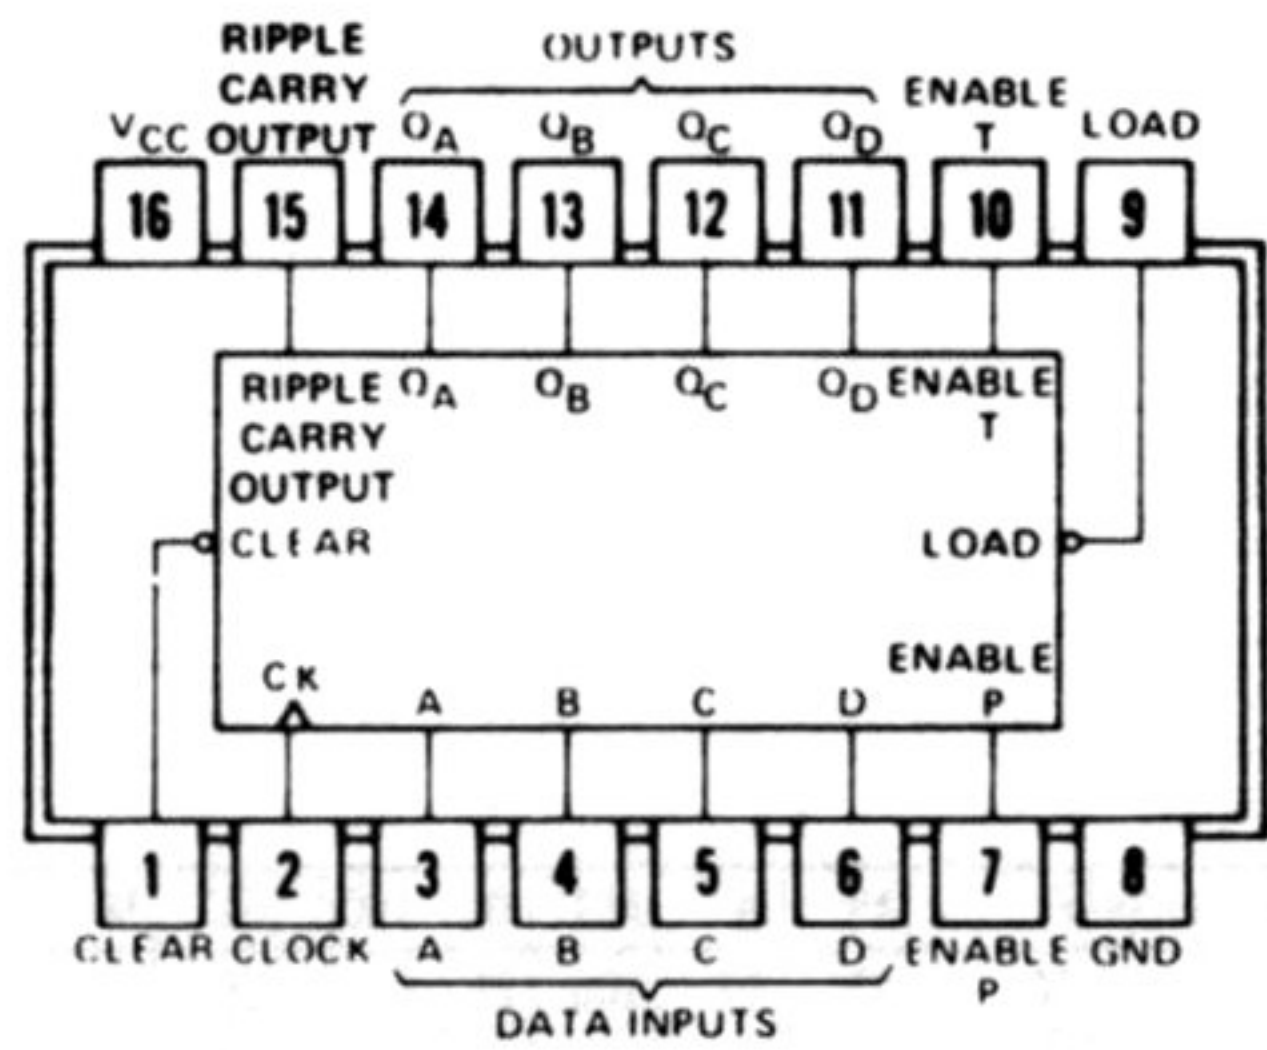 RIPPLE
CARRY
OUTPUT
OUTPUTS
VCC
QA QB QC QD
ENABLE
T
LOAD
16 15 14 13 12 11 10 9
RIPPLE
CARRY
OUTPUT
QA QB QC QD
ENABLE
T
CLEAR
LOAD
CK
A B C D
ENABLE
P
1 2 3 4 5 6 7 8
CLEAR CLOCK A B C D ENABLE
P
GND
DATA INPUTS